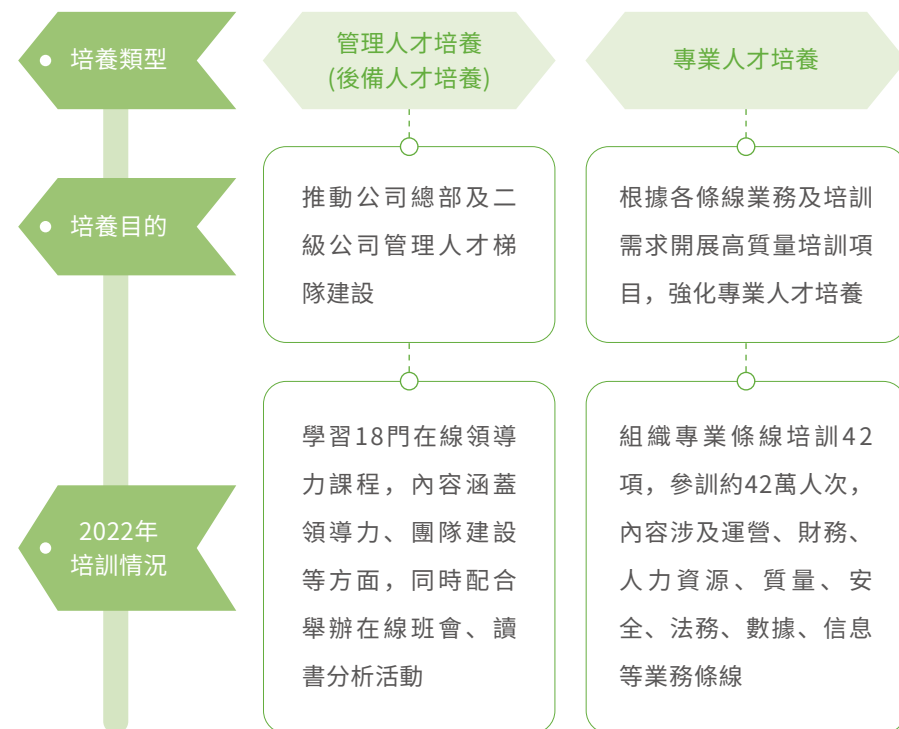 培養類型
管理人才培養
(後備人才培養)
專業人才培養
培養目的
推動公司總部及二
級公司管理人才梯
隊建設
根據各條線業務及培訓
需求開展高質量培訓項
目，強化專業人才培養
2022年
培訓情況
學習18門在線領導
力課程，內容涵蓋
領導力、團隊建設
等方面，同時配合
舉辦在線班會、讀
書分析活動
組織專業條線培訓42
項，參訓約42萬人次，
內容涉及運營、財務、
人力資源、質量、安
全、法務、數據、信息
等業務條線